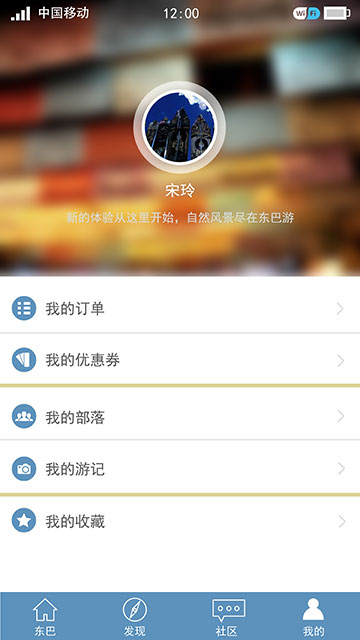 中国移动 12:00 Wi Fi
宋玲
新的体验从这里开始，自然风景尽在东巴游
我的订单
我的优惠券
我的部落
我的游记
我的收藏
东巴 发现 社区 我的